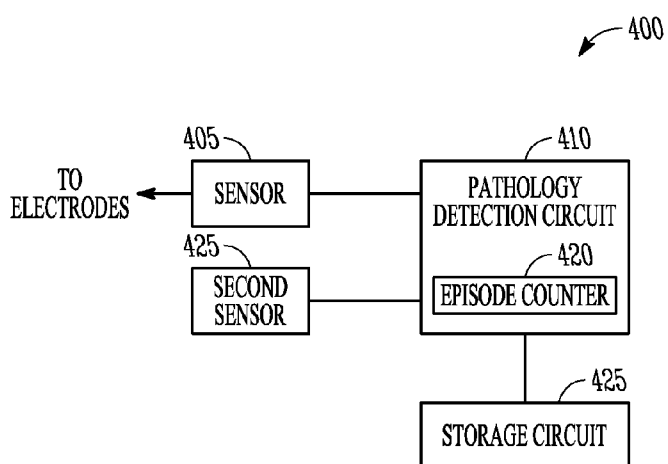 400
405
410
TO
ELECTRODES
SENSOR
PATHOLOGY
DETECTION CIRCUIT
425
420
SECOND
SENSOR
EPISODE COUNTER
425
STORAGE CIRCUIT